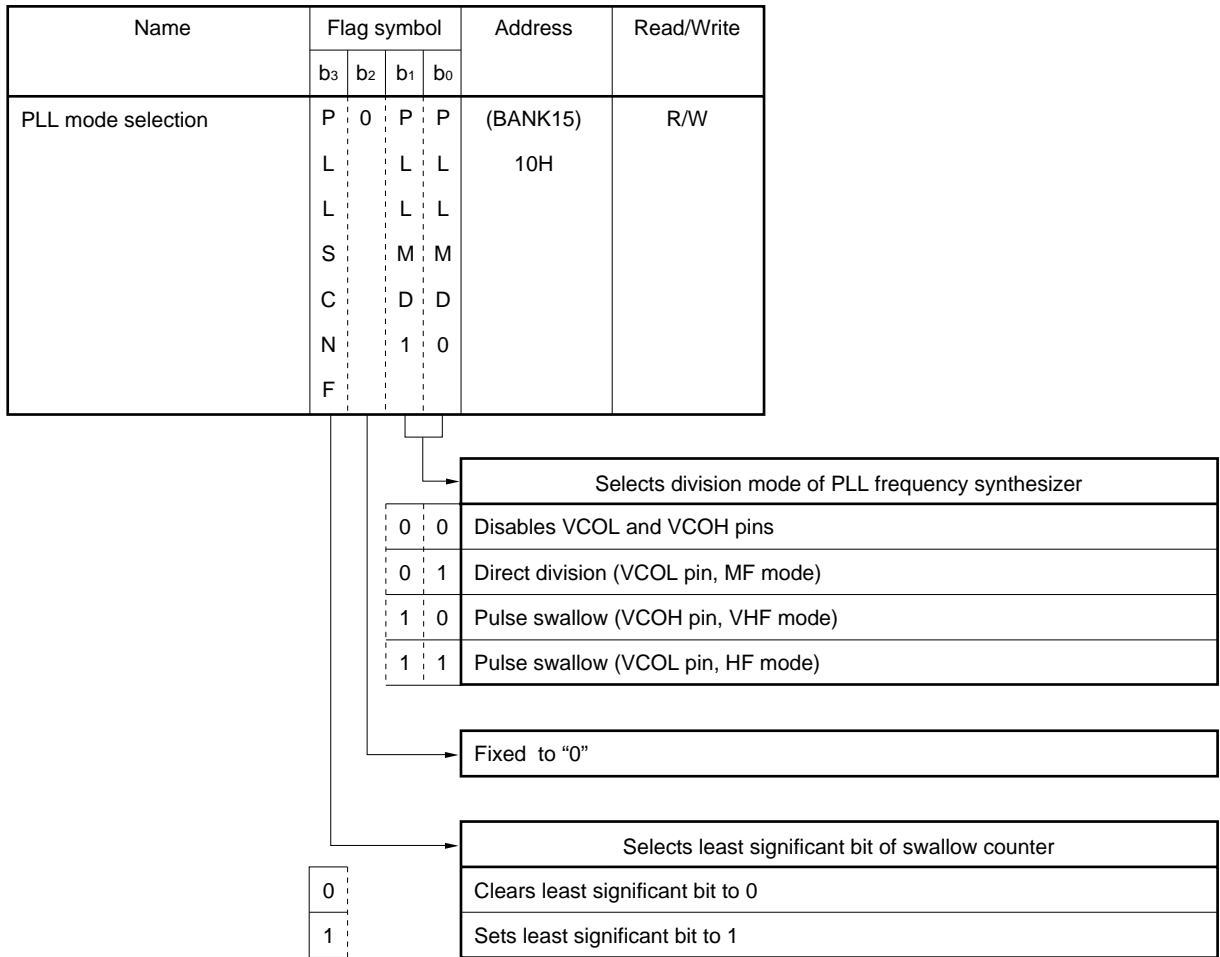 Name Flag symbol Address Read/Write
b3 b2 b1 b0
PLL mode selection P 0 P P (BANK15) R/W
L L L 10H
L L L
S M M
C D D
N 1 0
F
Selects division mode of PLL frequency synthesizer
0 0 Disables VCOL and VCOH pins
0 1 Direct division (VCOL pin, MF mode)
1 0 Pulse swallow (VCOH pin, VHF mode)
1 1 Pulse swallow (VCOL pin, HF mode)
Fixed to “0”
Selects least significant bit of swallow counter
0 Clears least significant bit to 0
1 Sets least significant bit to 1